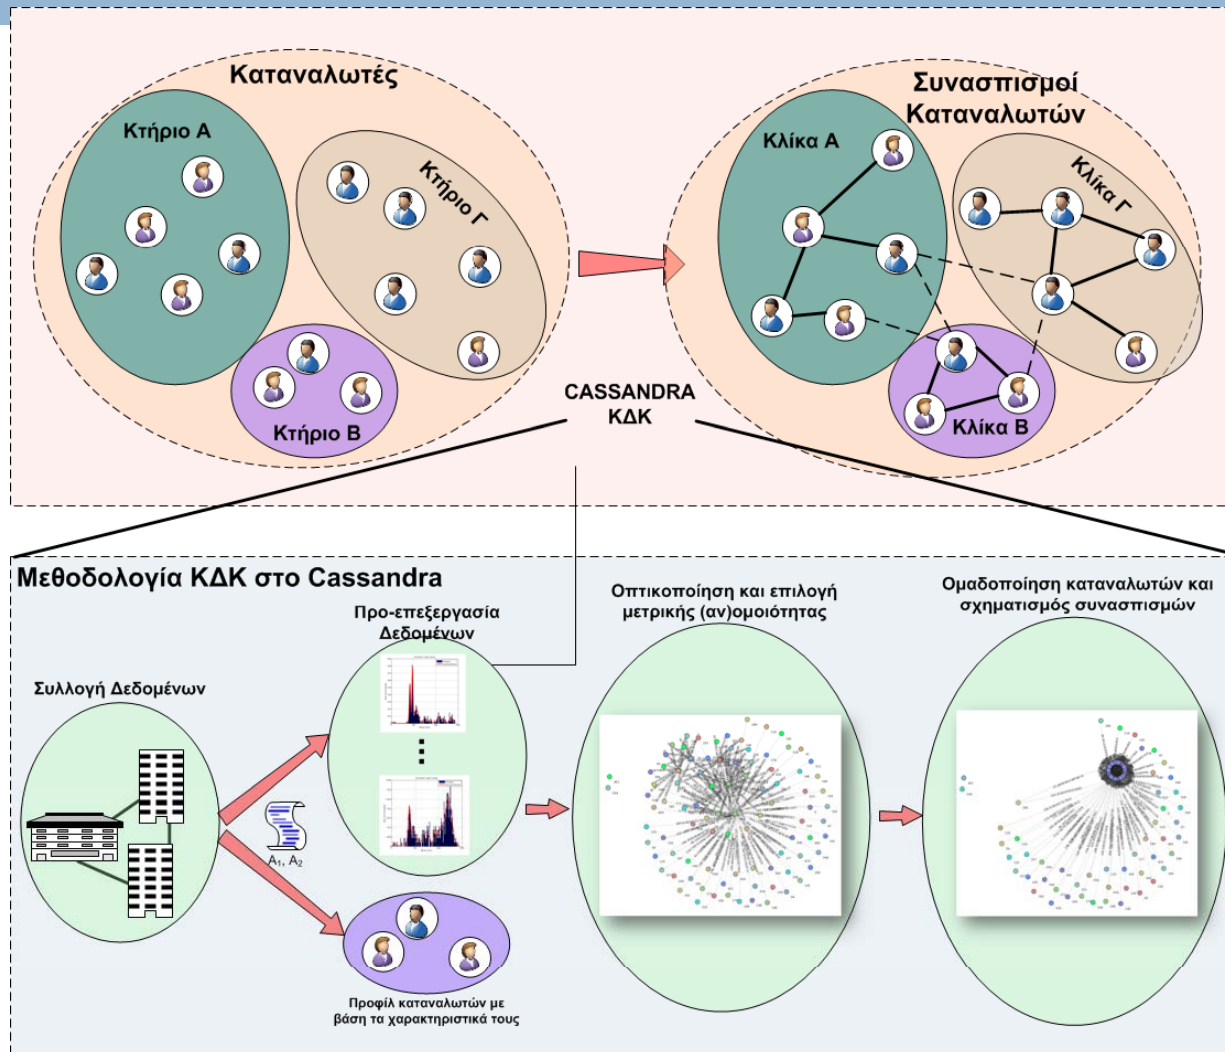 Καταναλωτές
Συνασπισμοί
Καταναλωτών
Κτήριο Α
Κτήριο Γ
Κτήριο Β
Κλίκα Α
Κλίκα Γ
Κλίκα Β
CASSANDRA
ΚΔΚ
Μεθοδολογία ΚΔΚ στο Cassandra
Συλλογή Δεδομένων
Προ-επεξεργασία
Δεδομένων
Οπτικοποίηση και επιλογή
μετρικής (αν)ομοιότητας
Ομαδοποίηση καταναλωτών και
σχηματισμός συνασπισμών
A₁, A₂
Προφίλ καταναλωτών με
βάση τα χαρακτηριστικά τους